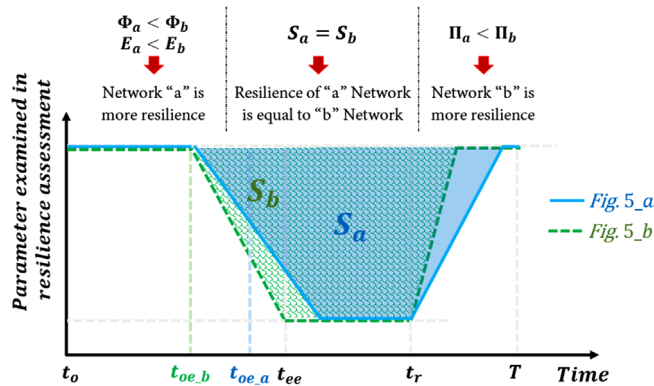 Φa < Φb
Ea < Eb
Sa = Sb
Πa < Πb
Network “a” is
more resilience
Resilience of “a” Network
is equal to “b” Network
Network “b” is
more resilience
Parameter examined in
resilience assessment
Sb
Sa
Fig. 5_a
Fig. 5_b
to
toe_b
toe_a
tee
tr
T
Time